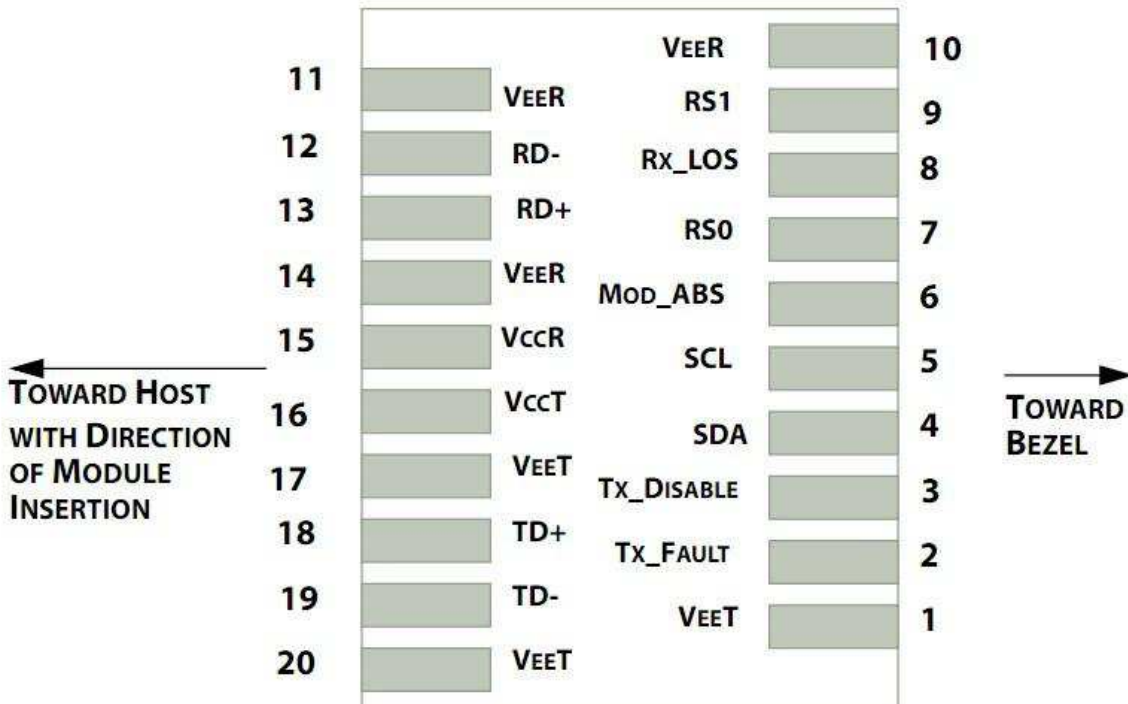 VEER 10
11 VEER
RS1 9
12 RD-
Rx_LOS 8
13 RD+
RS0 7
14 VEER
MOD_ABS 6
15 VCCR
SCL 5
16 VCCT
SDA 4
17 VEET
TX_DISABLE 3
18 TD+
TX_FAULT 2
19 TD-
VEET 1
20 VEET
TOWARD HOST
WITH DIRECTION
OF MODULE
INSERTION
TOWARD
BEZEL